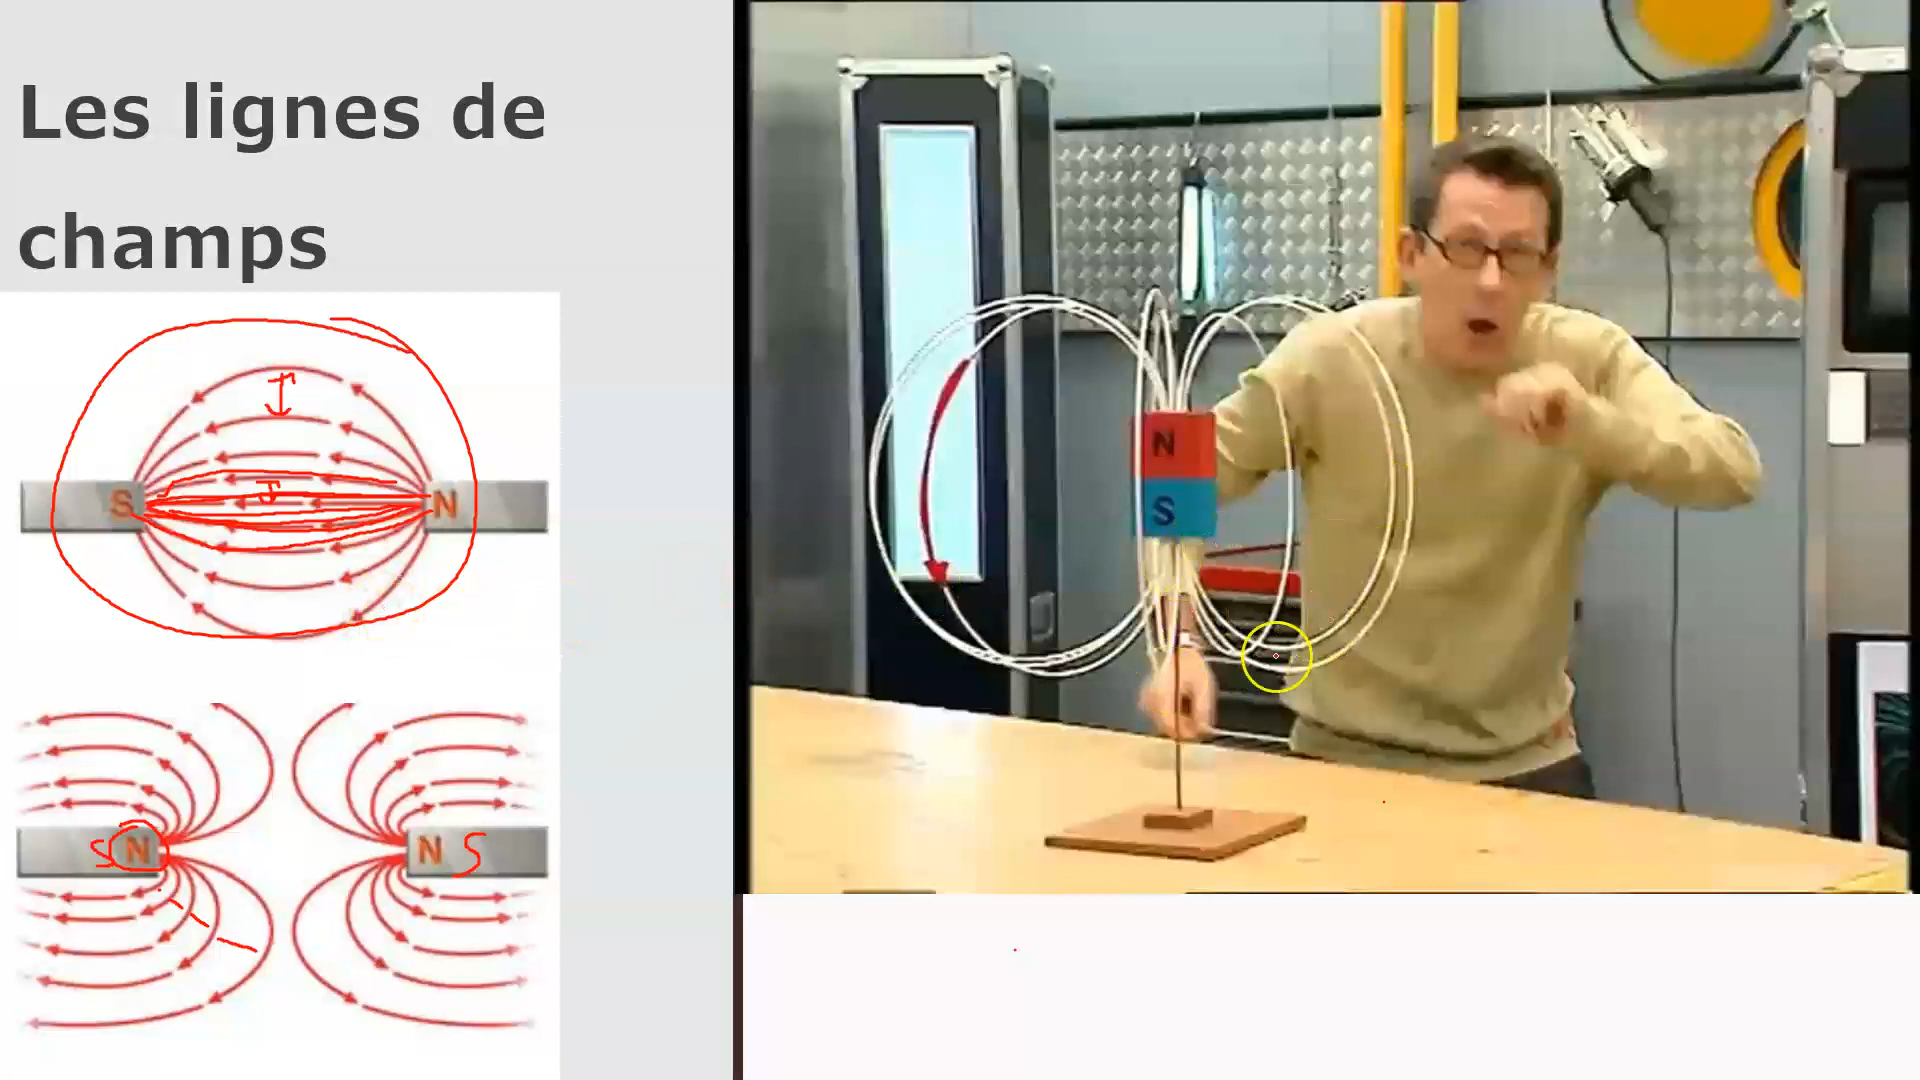 Les lignes de
champs
S N
S N N S
N
S